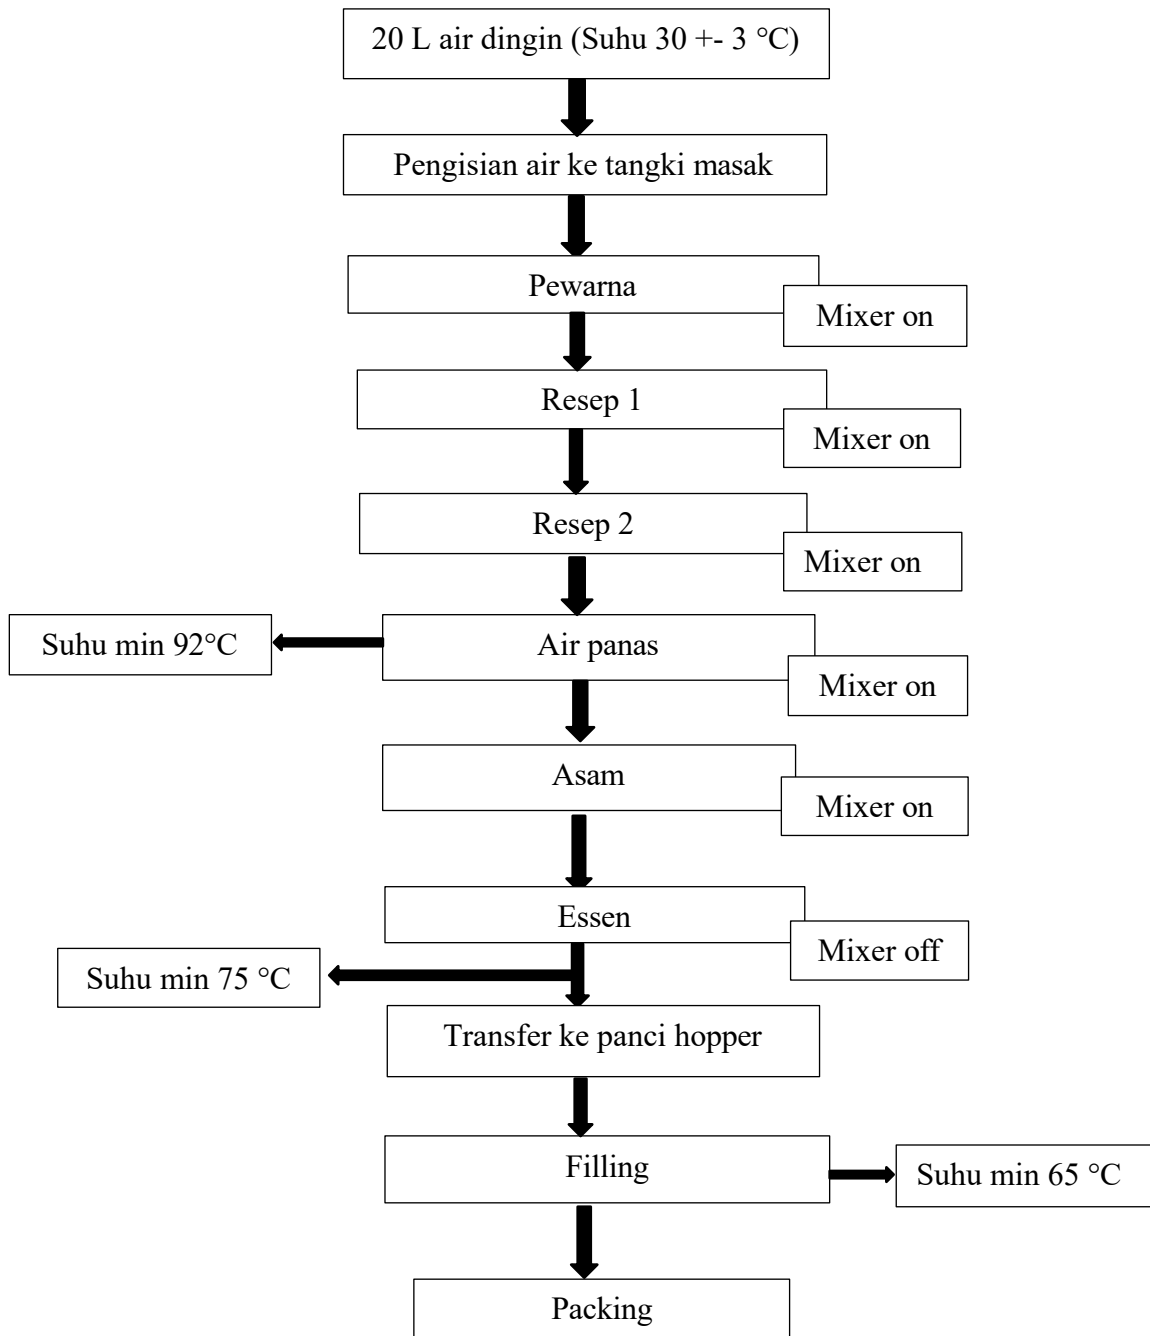 20 L air dingin (Suhu 30 +- 3 °C)
Pengisian air ke tangki masak
Pewarna
Mixer on
Resep 1
Mixer on
Resep 2
Mixer on
Suhu min 92°C
Air panas
Mixer on
Asam
Mixer on
Essen
Mixer off
Suhu min 75 °C
Transfer ke panci hopper
Filling
Suhu min 65 °C
Packing